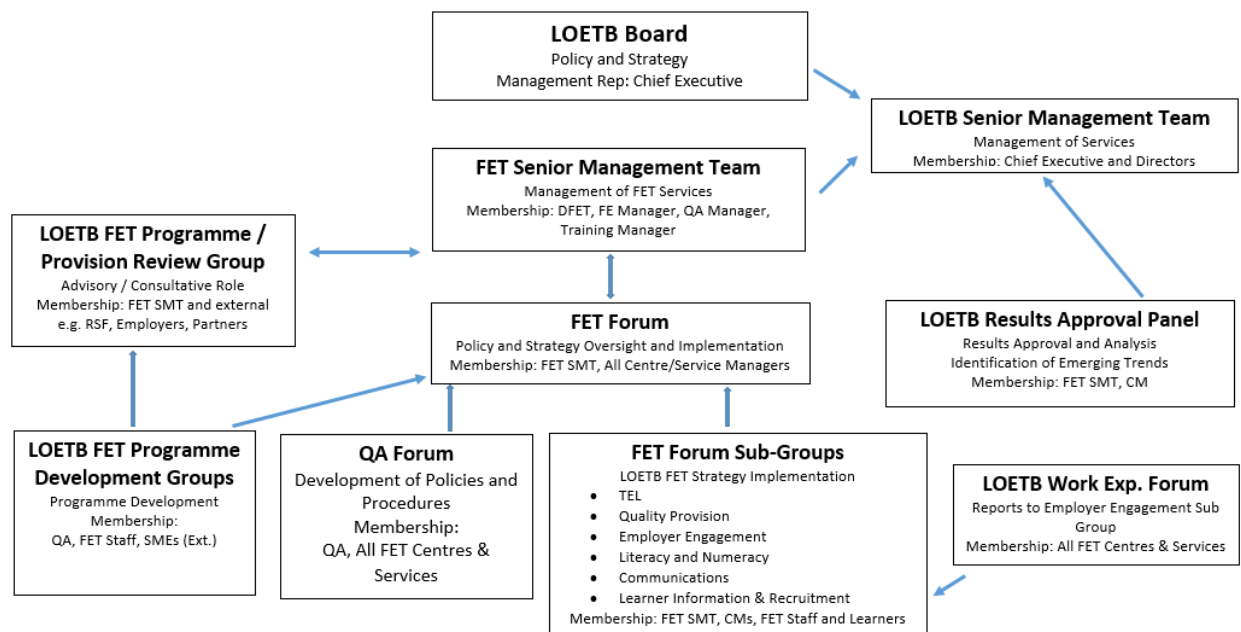 LOETB Board
Policy and Strategy
Management Rep: Chief Executive
LOETB Senior Management Team
Management of Services
Membership: Chief Executive and Directors
FET Senior Management Team
Management of FET Services
Membership: DFET, FE Manager, QA Manager,
Training Manager
LOETB FET Programme /
Provision Review Group
Advisory / Consultative Role
Membership: FET SMT and external
e.g. RSF, Employers, Partners
FET Forum
Policy and Strategy Oversight and Implementation
Membership: FET SMT, All Centre/Service Managers
LOETB Results Approval Panel
Results Approval and Analysis
Identification of Emerging Trends
Membership: FET SMT, CM
LOETB FET Programme
Development Groups
Programme Development
Membership:
QA, FET Staff, SMEs (Ext.)
QA Forum
Development of Policies and
Procedures
Membership:
QA, All FET Centres &
Services
FET Forum Sub-Groups
LOETB FET Strategy Implementation
• TEL
• Quality Provision
• Employer Engagement
• Literacy and Numeracy
• Communications
• Learner Information & Recruitment
Membership: FET SMT, CMs, FET Staff and Learners
LOETB Work Exp. Forum
Reports to Employer Engagement Sub
Group
Membership: All FET Centres & Services